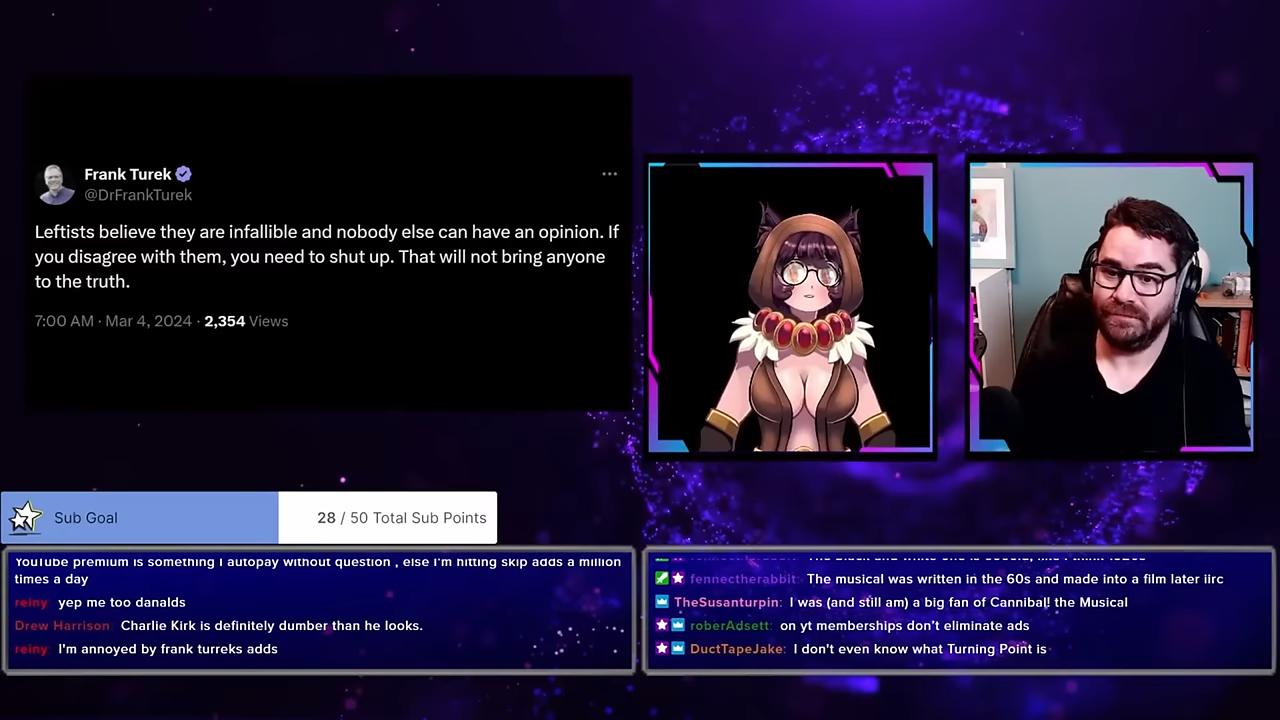 Frank Turek
@DrFrankTurek
Leftists believe they are infallible and nobody else can have an opinion. If
you disagree with them, you need to shut up. That will not bring anyone
to the truth.
7:00 AM · Mar 4, 2024 · 2,354 Views
Sub Goal
28 / 50 Total Sub Points
YouTube premium is something I autopay without question , else I'm hitting skip adds a million
times a day
reiny yep me too danalds
Drew Harrison Charlie Kirk is definitely dumber than he looks.
reiny I'm annoyed by frank turreks adds
fennectherabbit: The musical was written in the 60s and made into a film later iirc
TheSusanturpin: I was (and still am) a big fan of Cannibal! the Musical
roberAdsett: on yt memberships don't eliminate ads
DuctTapeJake: I don't even know what Turning Point is